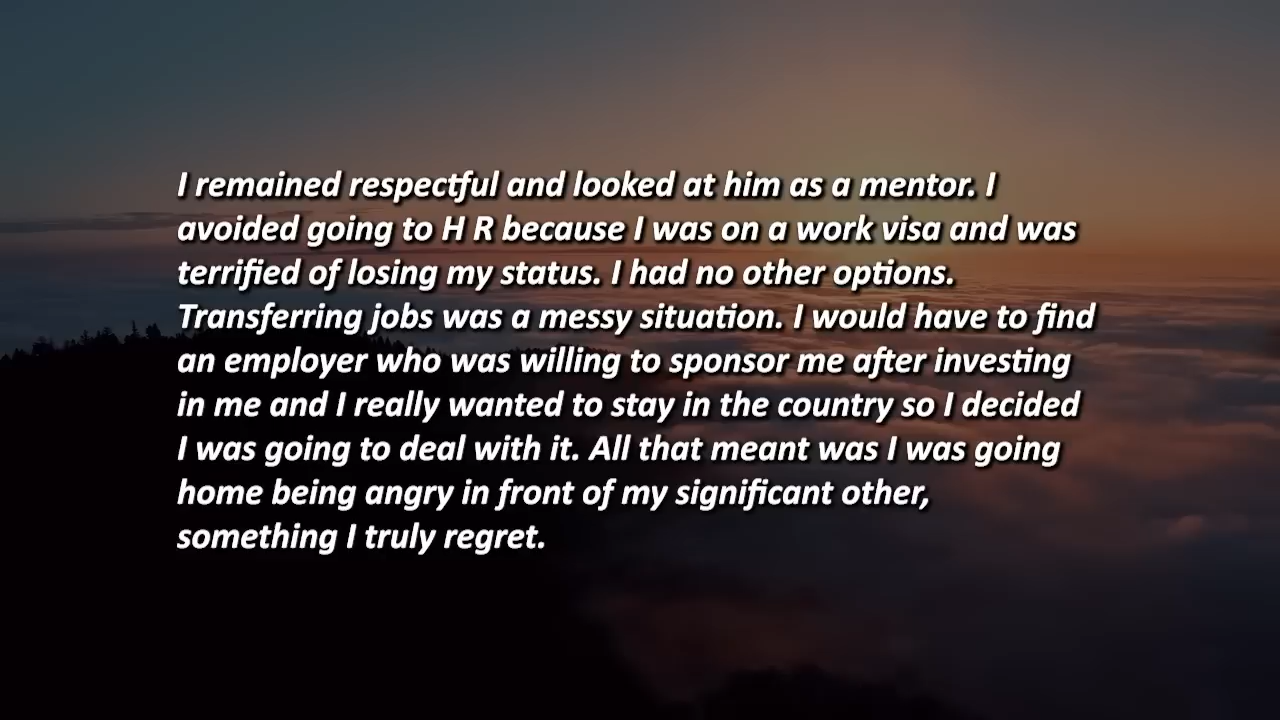 I remained respectful and looked at him as a mentor. I
avoided going to H R because I was on a work visa and was
terrified of losing my status. I had no other options.
Transferring jobs was a messy situation. I would have to find
an employer who was willing to sponsor me after investing
in me and I really wanted to stay in the country so I decided
I was going to deal with it. All that meant was I was going
home being angry in front of my significant other,
something I truly regret.